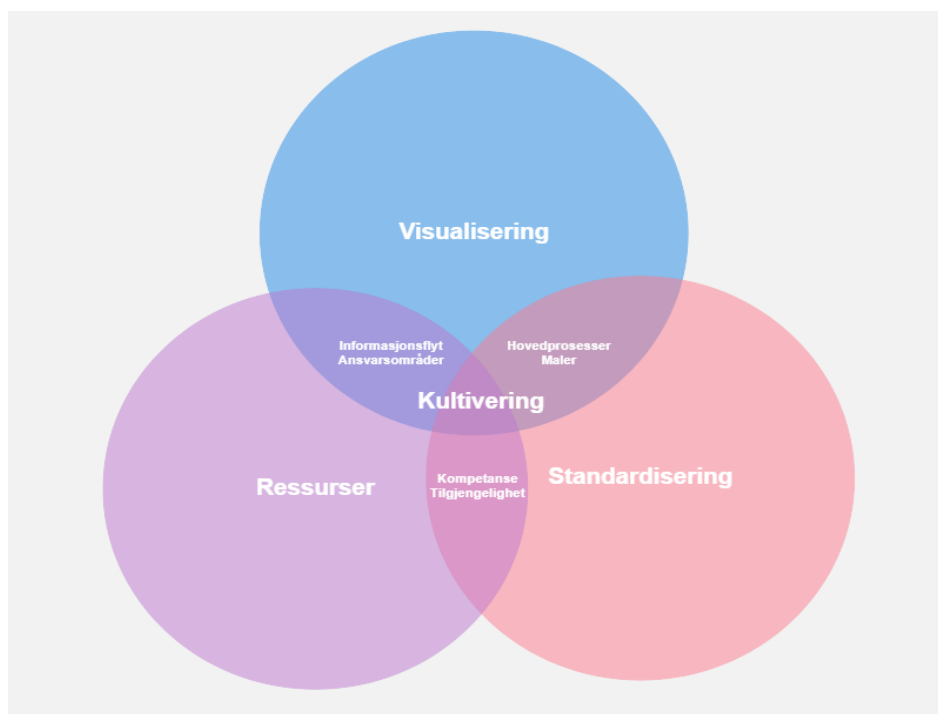 Visualisering
Informasjonsflyt
Ansvarsområder
Hovedprosesser
Maler
Kultivering
Ressurser
Kompetanse
Tilgjengelighet
Standardisering